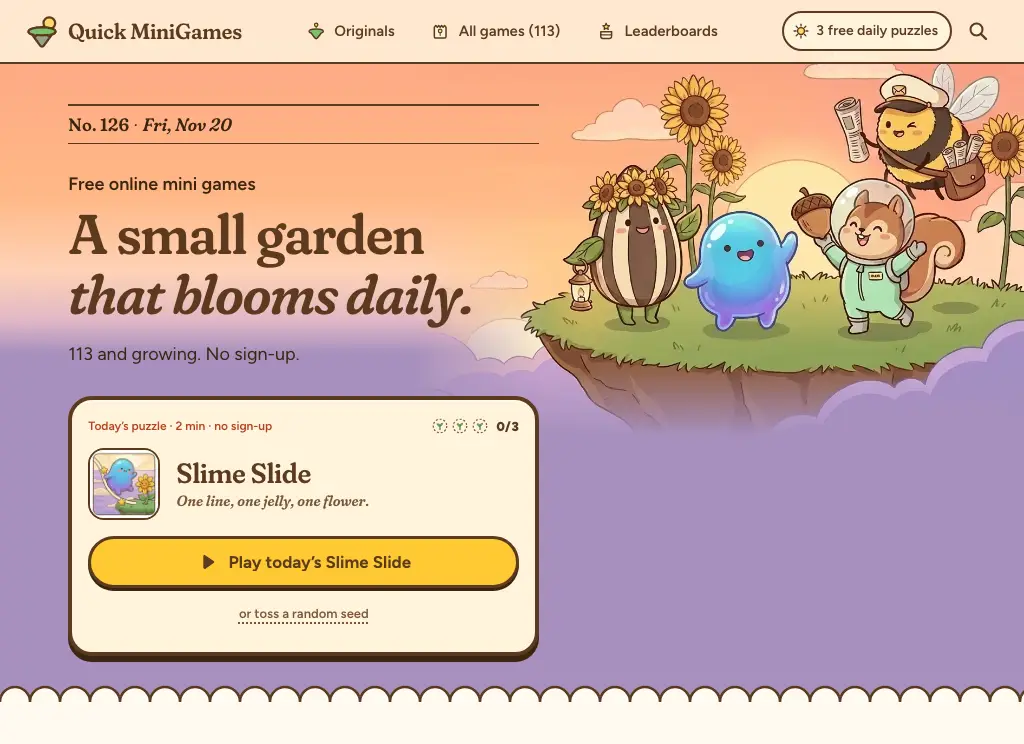 Quick MiniGames
Originals
All games (113)
Leaderboards
3 free daily puzzles
No. 126 · Fri, Nov 20
Free online mini games
A small garden
that blooms daily.
113 and growing. No sign-up.
Today's puzzle · 2 min · no sign-up
0/3
Slime Slide
One line, one jelly, one flower.
Play today's Slime Slide
or toss a random seed